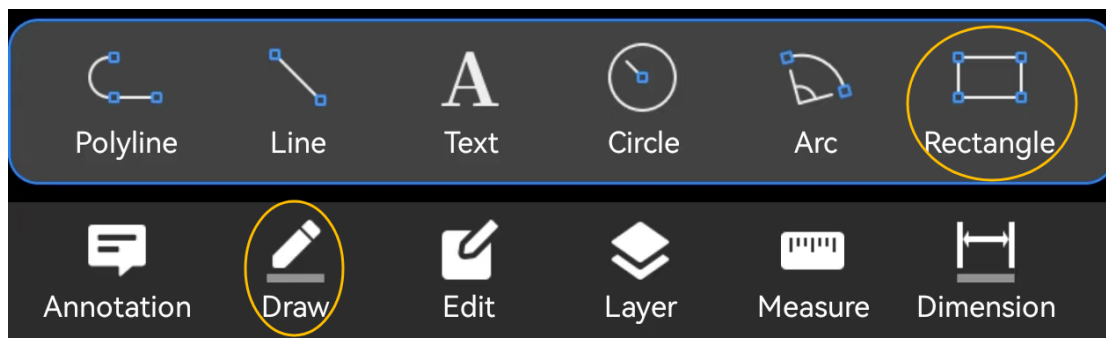 Polyline Line Text Circle Arc Rectangle
Annotation Draw Edit Layer Measure Dimension